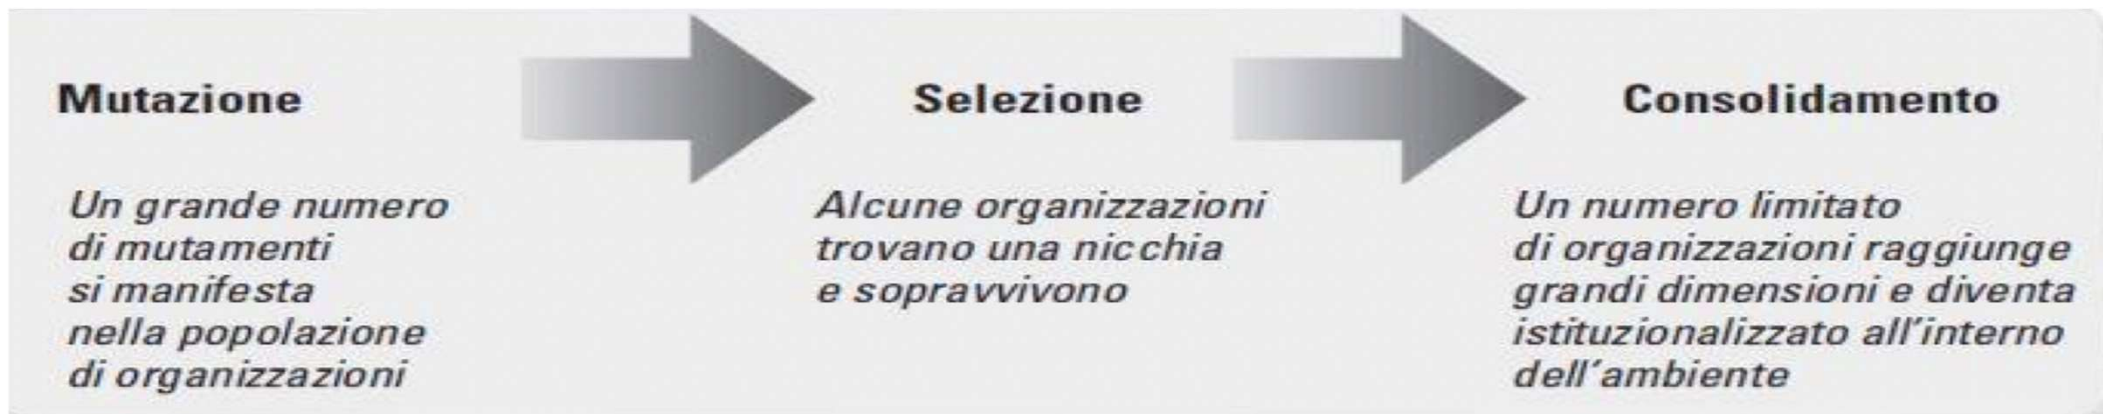 Mutazione
Un grande numero
di mutamenti
si manifesta
nella popolazione
di organizzazioni
Selezione
Alcune organizzazioni
trovano una nicchia
e sopravvivono
Consolidamento
Un numero limitato
di organizzazioni raggiunge
grandi dimensioni e diventa
istituzionalizzato all'interno
dell'ambiente